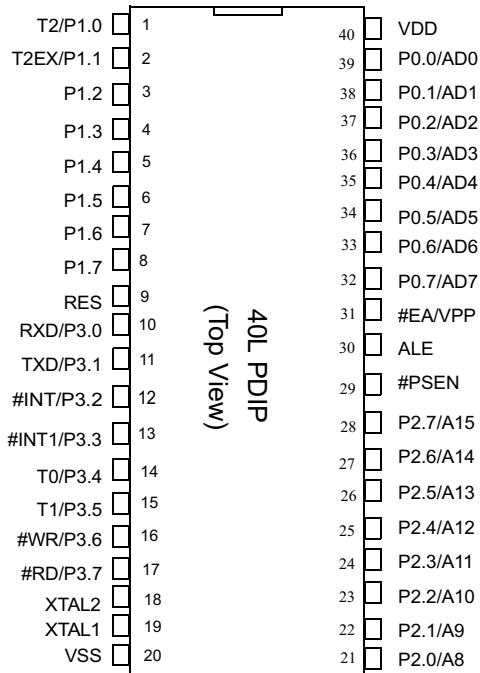 T2/P1.0 1
T2EX/P1.1 2
P1.2 3
P1.3 4
P1.4 5
P1.5 6
P1.6 7
P1.7 8
RES 9
RXD/P3.0 10
TXD/P3.1 11
#INT/P3.2 12
#INT1/P3.3 13
T0/P3.4 14
T1/P3.5 15
#WR/P3.6 16
#RD/P3.7 17
XTAL2 18
XTAL1 19
VSS 20
40L PDIP
(Top View)
40 VDD
39 P0.0/AD0
38 P0.1/AD1
37 P0.2/AD2
36 P0.3/AD3
35 P0.4/AD4
34 P0.5/AD5
33 P0.6/AD6
32 P0.7/AD7
31 #EA/VPP
30 ALE
29 #PSEN
28 P2.7/A15
27 P2.6/A14
26 P2.5/A13
25 P2.4/A12
24 P2.3/A11
23 P2.2/A10
22 P2.1/A9
21 P2.0/A8